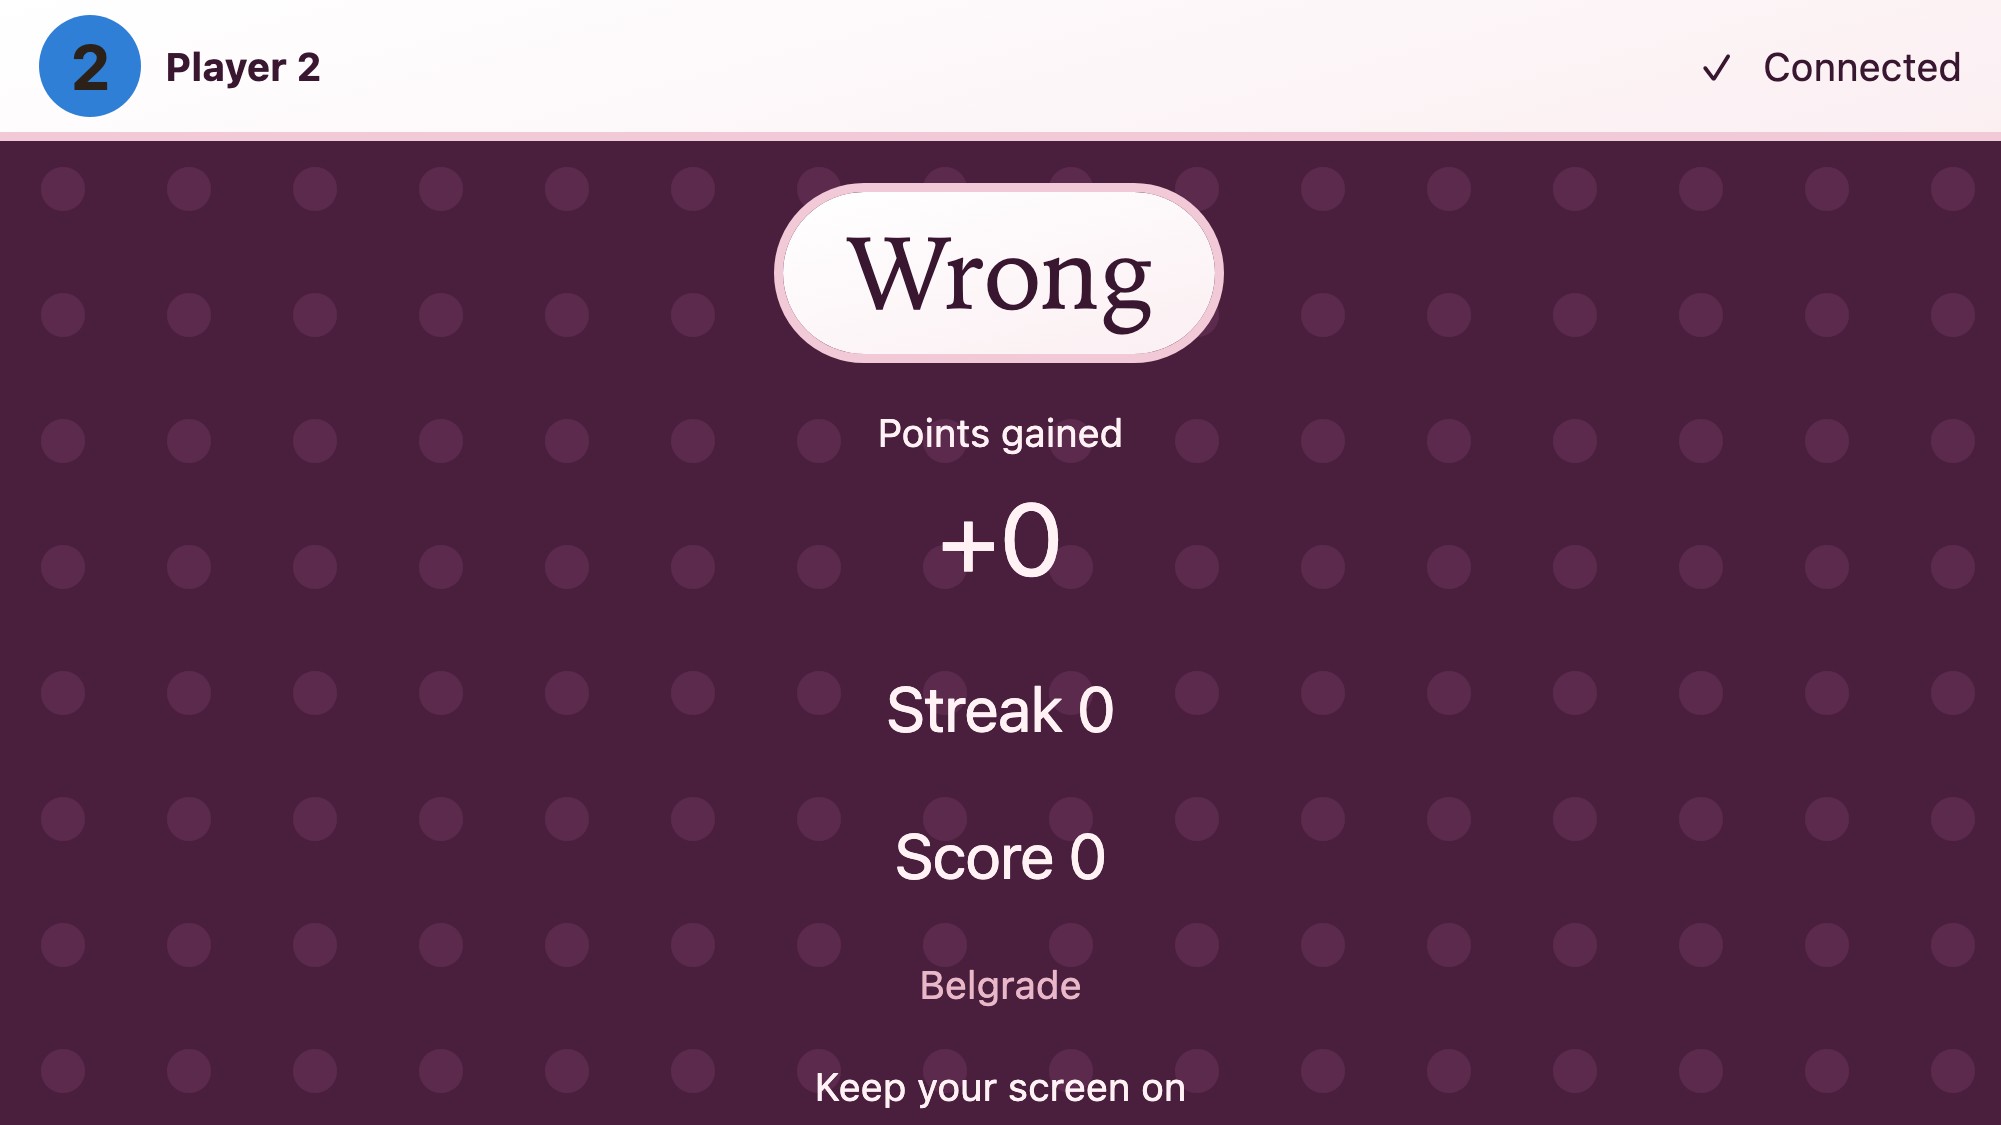 2 Player 2
✓ Connected
Wrong
Points gained
+0
Streak 0
Score 0
Belgrade
Keep your screen on